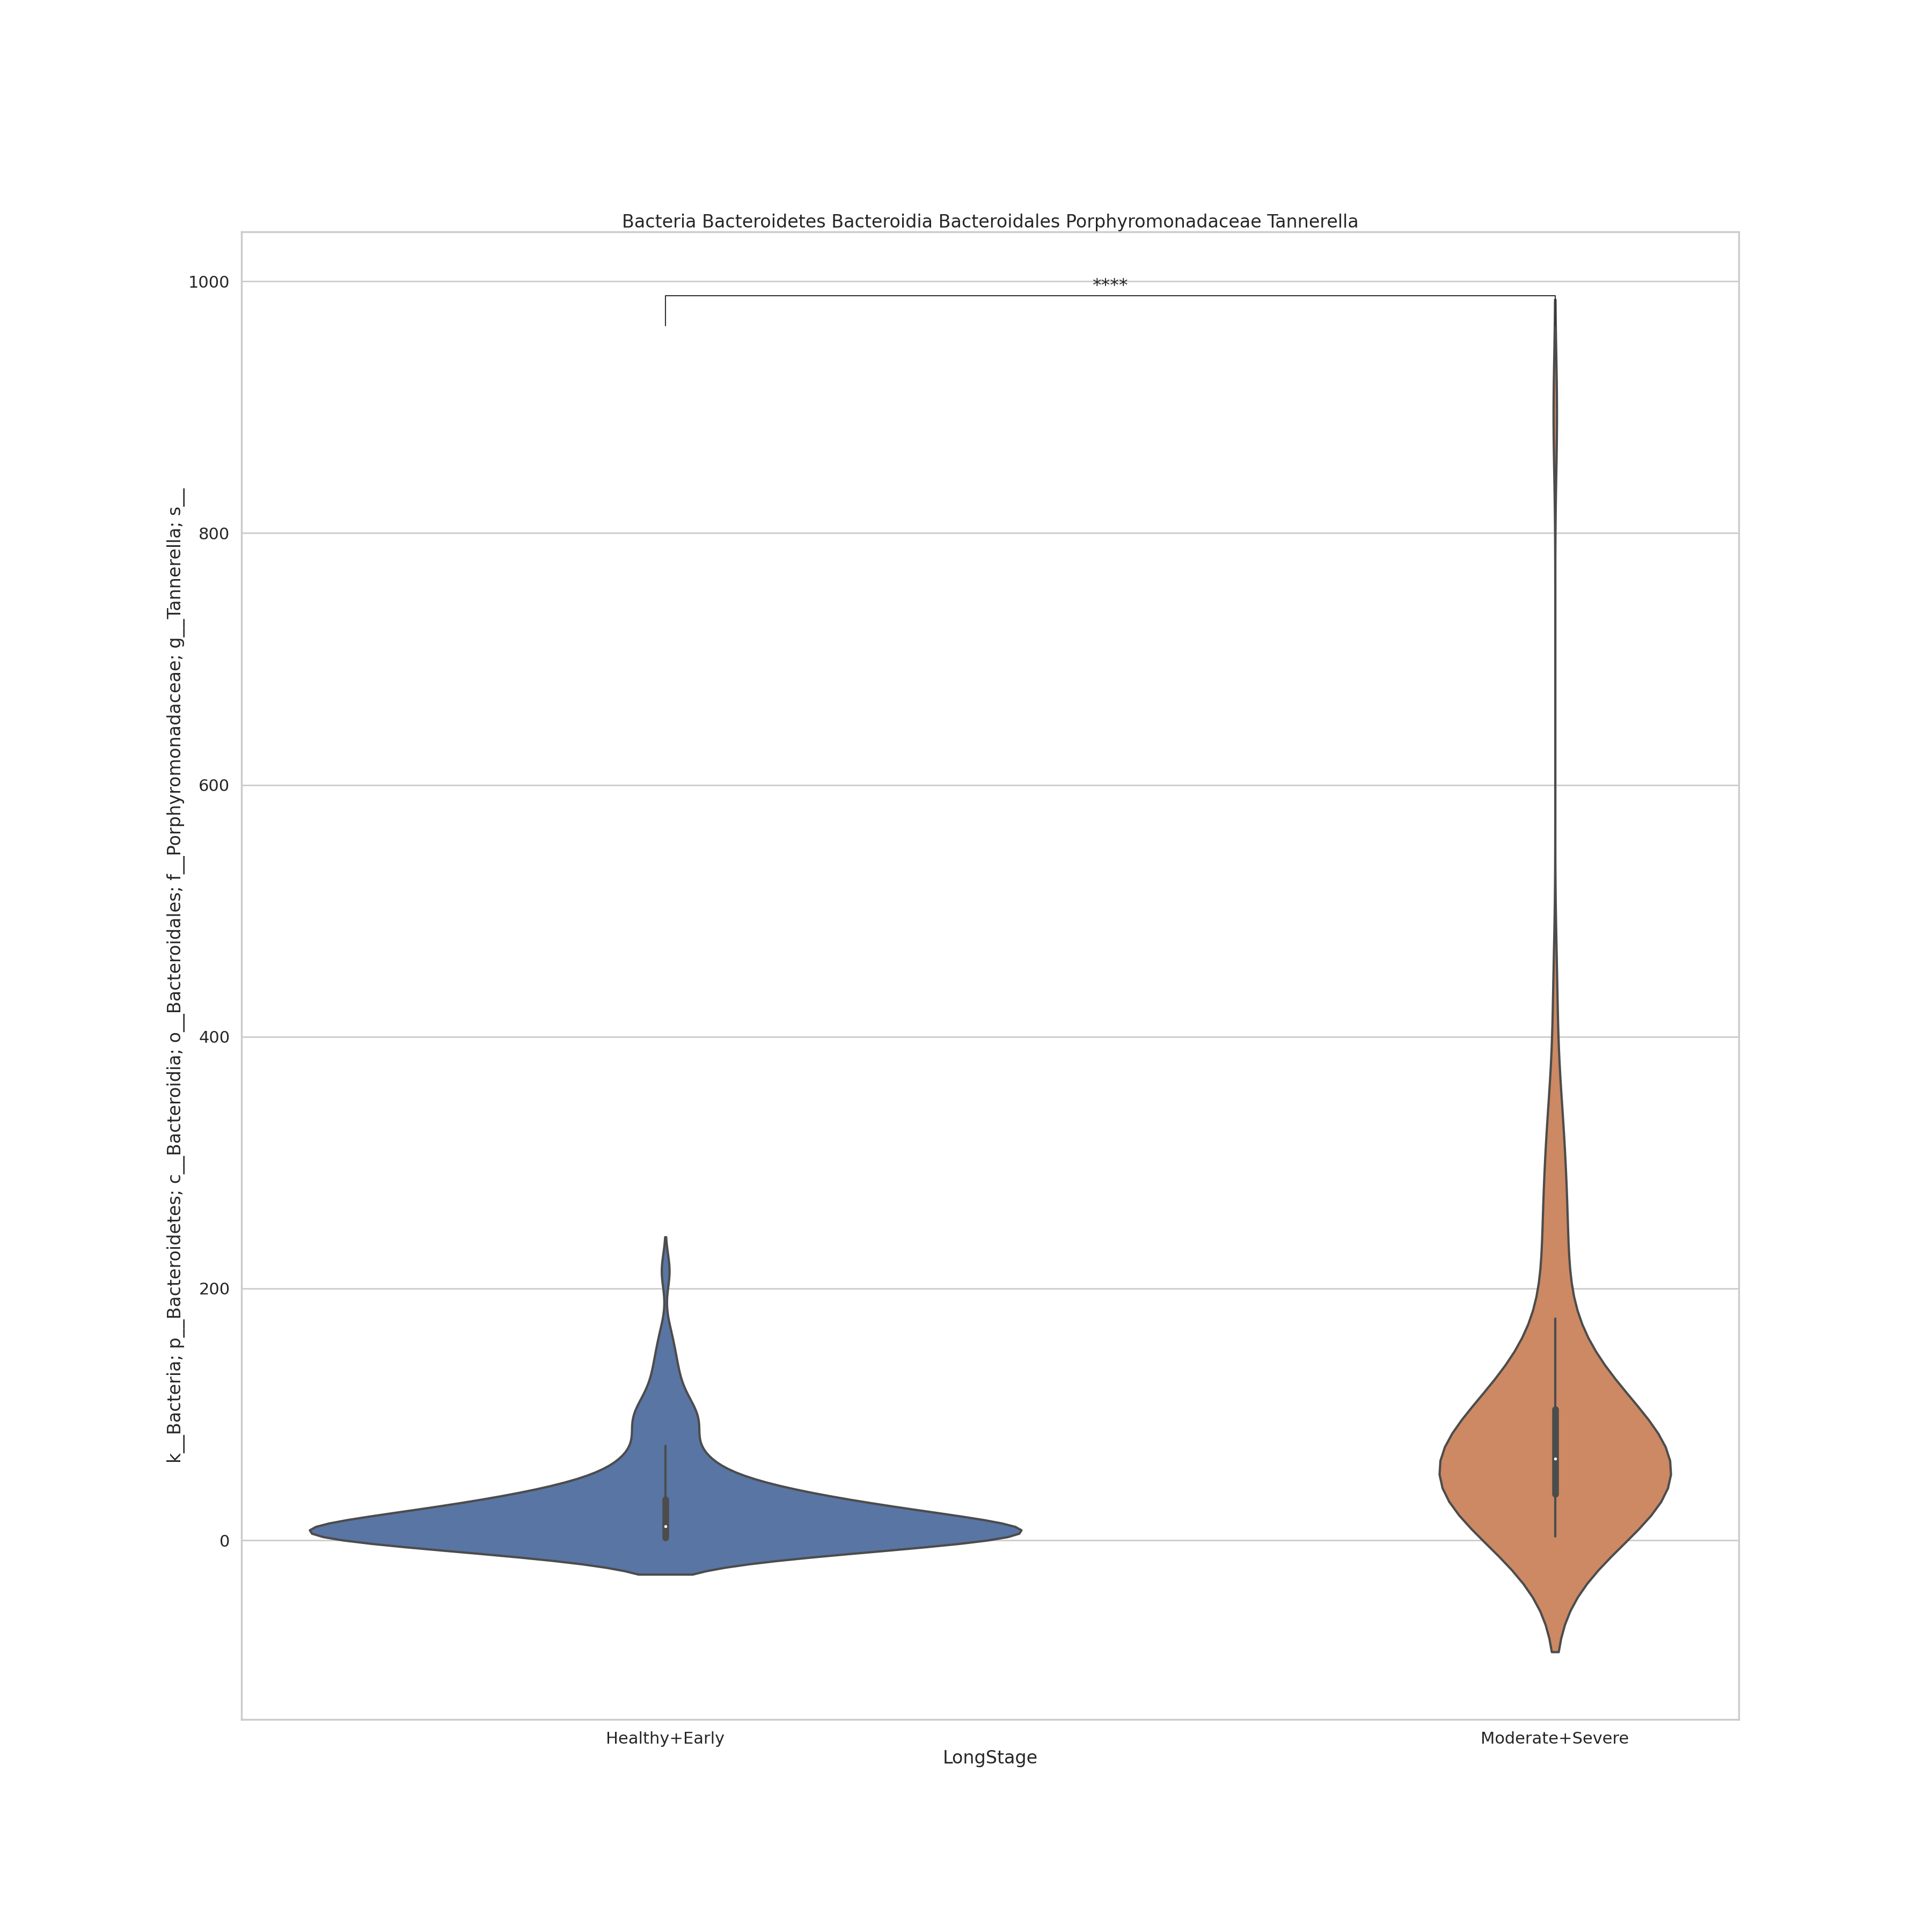 Bacteria Bacteroidetes Bacteroidia Bacteroidales Porphyromonadaceae Tannerella
****
1000
800
600
400
200
0
k__Bacteria; p__Bacteroidetes; c__Bacteroidia; o__Bacteroidales; f__Porphyromonadaceae; g__Tannerella; s__
Healthy+Early
Moderate+Severe
LongStage